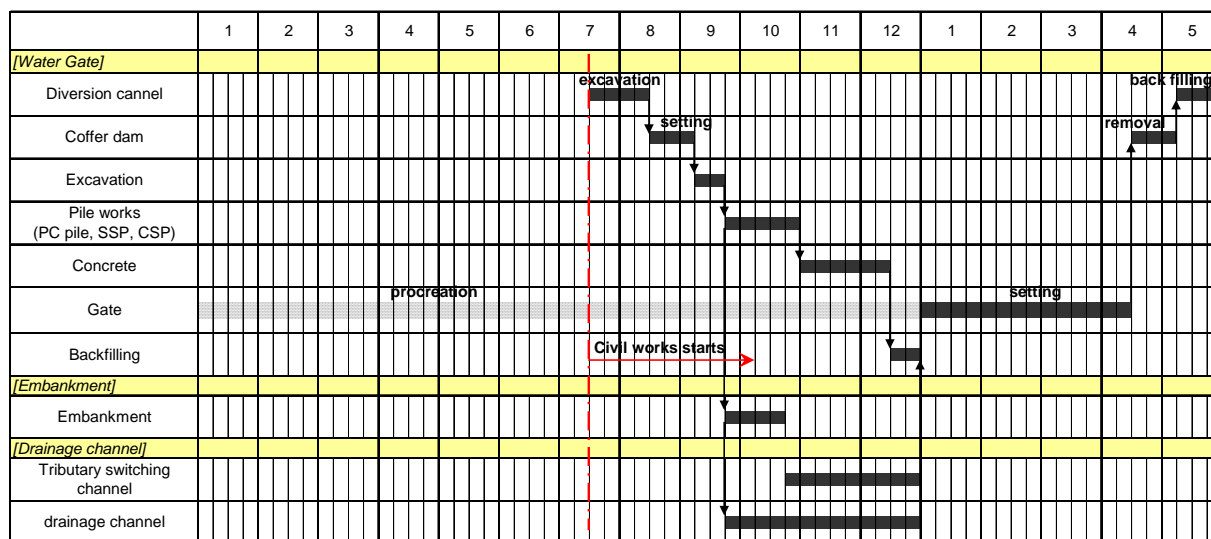 1 2 3 4 5 6 7 8 9 10 11 12 1 2 3 4 5
[Water Gate]
excavation back filling
Diversion cannel
setting removal
Coffer dam
Excavation
Pile works
(PC pile, SSP, CSP)
Concrete
procreation setting
Gate
Civil works starts
Backfilling
[Embankment]
Embankment
[Drainage channel]
Tributary switching
channel
drainage channel